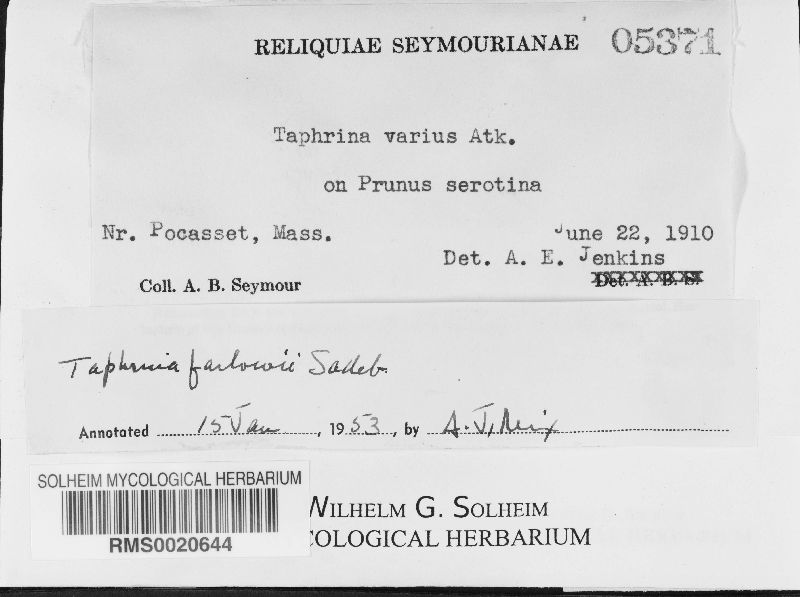 RELIQUIAE SEYMOURIANAE 05371
Taphrina varius Atk.
on Prunus serotina
Nr. Pocasset, Mass. June 22, 1910
Det. A. E. Jenkins
Coll. A. B. Seymour Det. A. B. S.
Taphrina farlowii Sadeb.
Annotated 15 Jan, 1953, by A. J. Mix
SOLHEIM MYCOLOGICAL HERBARIUM
RMS0020644
WILHELM G. SOLHEIM
COLOGICAL HERBARIUM